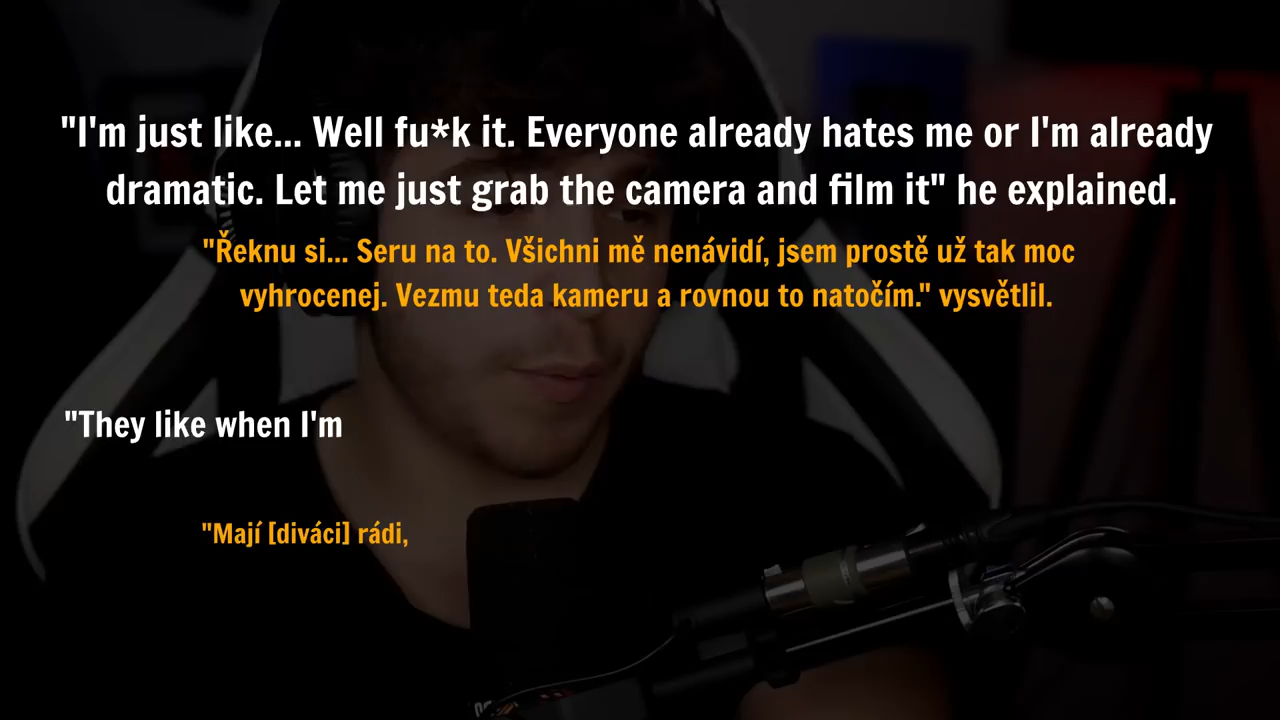 "I'm just like... Well fu*k it. Everyone already hates me or I'm already
dramatic. Let me just grab the camera and film it" he explained.
"Řeknu si... Seru na to. Všichni mě nenávidí, jsem prostě už tak moc
vyhrocenej. Vezmu teda kameru a rovnou to natočím." vysvětlil.
"They like when I'm
"Mají [diváci] rádi,